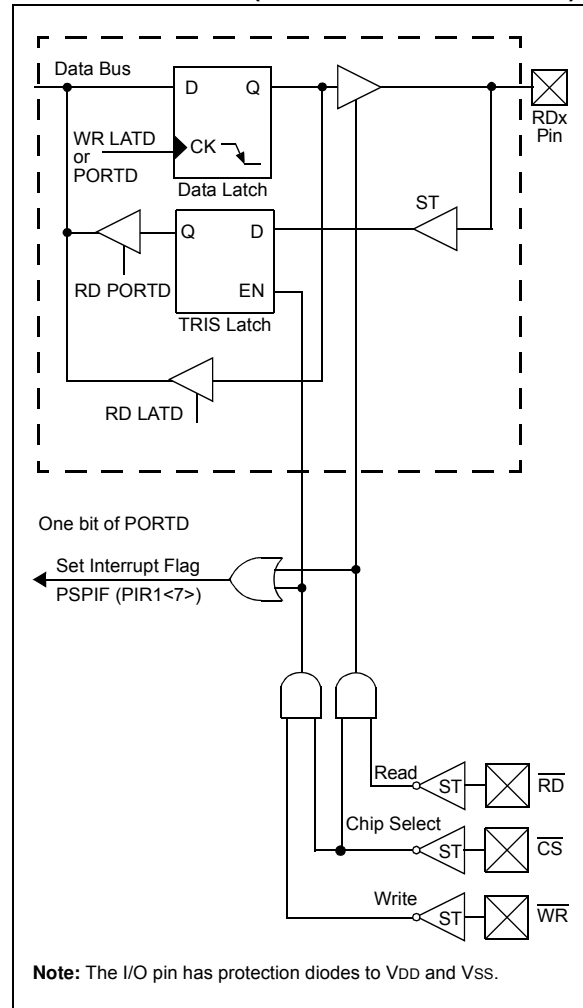 Data Bus
D Q
RDx
Pin
WR LATD
or
PORTD
CK
Data Latch
ST
Q D
RD PORTD
EN
TRIS Latch
RD LATD
One bit of PORTD
Set Interrupt Flag
PSPIF (PIR1<7>)
Read
ST
RD
Chip Select
ST
CS
Write
ST
WR
Note: The I/O pin has protection diodes to VDD and VSS.